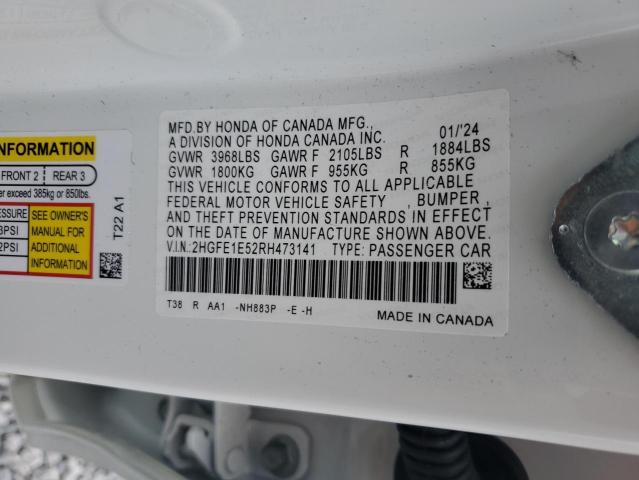 NFORMATION
FRONT 2 REAR 3
er exceed 385kg or 850lbs.
SEE OWNER'S
MANUAL FOR
ADDITIONAL
INFORMATION
T22 A1
MFD.BY HONDA OF CANADA MFG.,
A DIVISION OF HONDA CANADA INC. 01/'24
GVWR 3968LBS GAWR F 2105LBS R 1884LBS
GVWR 1800KG GAWR F 955KG R 855KG
THIS VEHICLE CONFORMS TO ALL APPLICABLE
FEDERAL MOTOR VEHICLE SAFETY , BUMPER ,
AND THEFT PREVENTION STANDARDS IN EFFECT
ON THE DATE OF MANUFACTURE SHOWN ABOVE.
V.I.N.:2HGFE1E52RH473141 TYPE: PASSENGER CAR
T38 R AA1 -NH883P -E -H
MADE IN CANADA